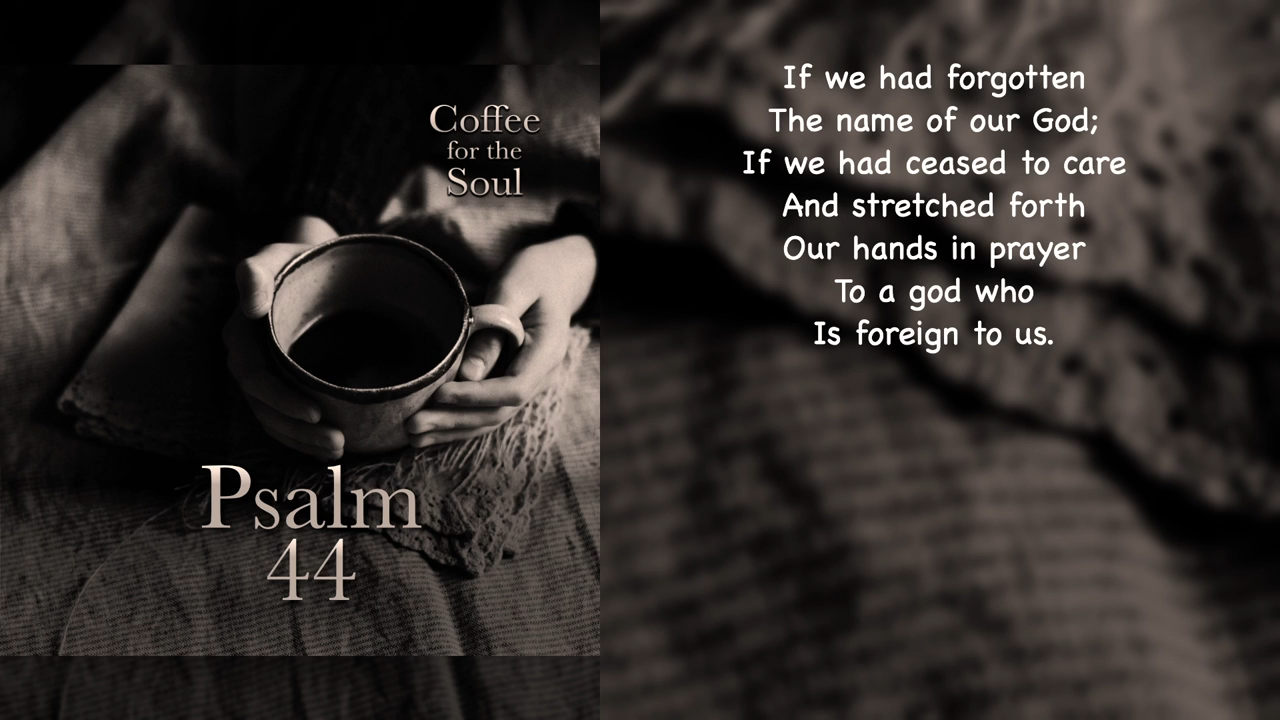 Coffee
for the
Soul
Psalm
44
If we had forgotten
The name of our God;
If we had ceased to care
And stretched forth
Our hands in prayer
To a god who
Is foreign to us.